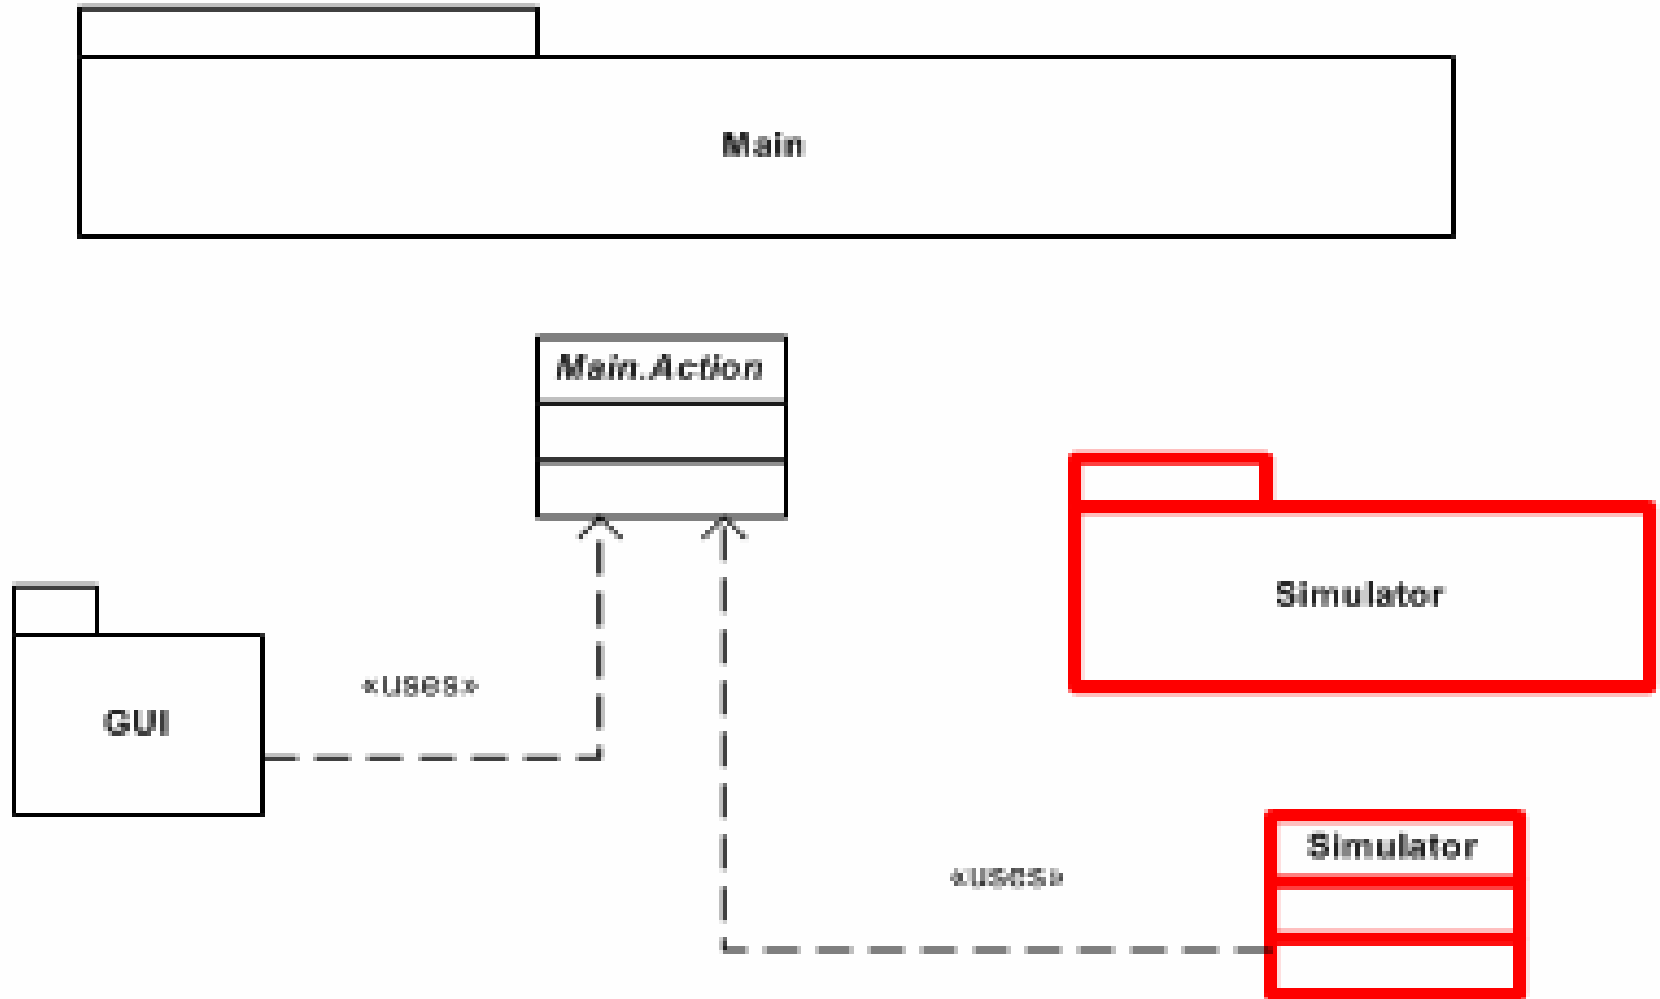 Main
Main.Action
Simulator
«uses»
GUI
Simulator
«uses»